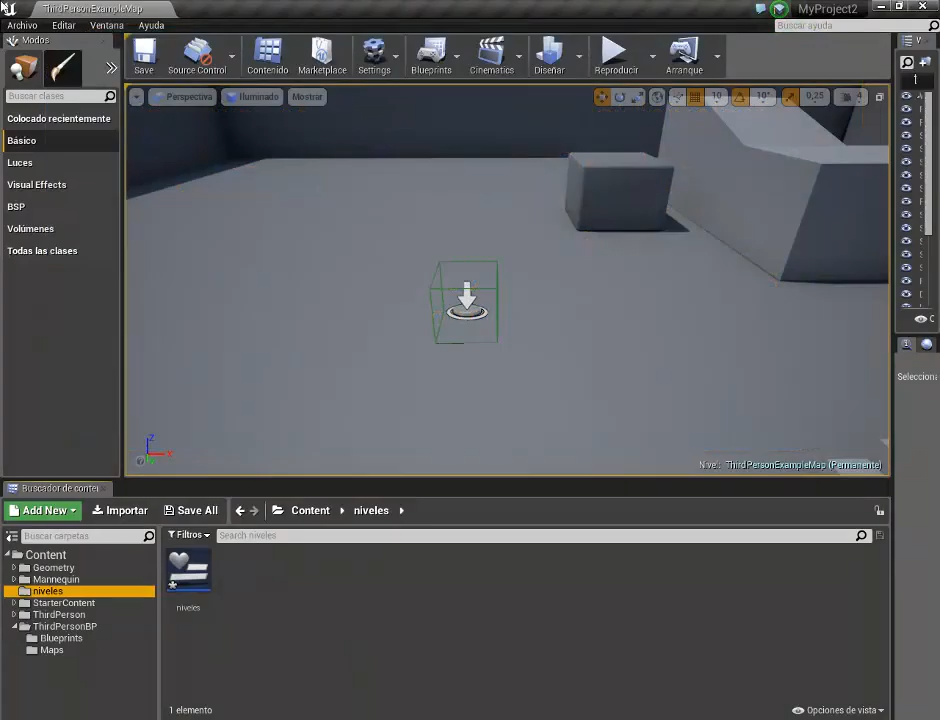 ThirdPersonExampleMap
MyProject2
Archivo Editar Ventana Ayuda
Buscar ayuda
Modos
Save Source Control Contenido Marketplace Settings Blueprints Cinematics Diseñar Reproducir Arranque
Buscar clases
Perspectiva Iluminado Mostrar
10 10° 0,25 4
1
Colocado recientemente
Básico
Luces
Visual Effects
BSP
Volúmenes
Todas las clases
Z
X
Selecciona
Nivel: ThirdPersonExampleMap (Permanente)
Buscador de conter
Add New Importar Save All Content niveles
Buscar carpetas
Filtros Search niveles
Content
Geometry
Mannequin
niveles
StarterContent
ThirdPerson
ThirdPersonBP
Blueprints
Maps
niveles
1 elemento
Opciones de vista